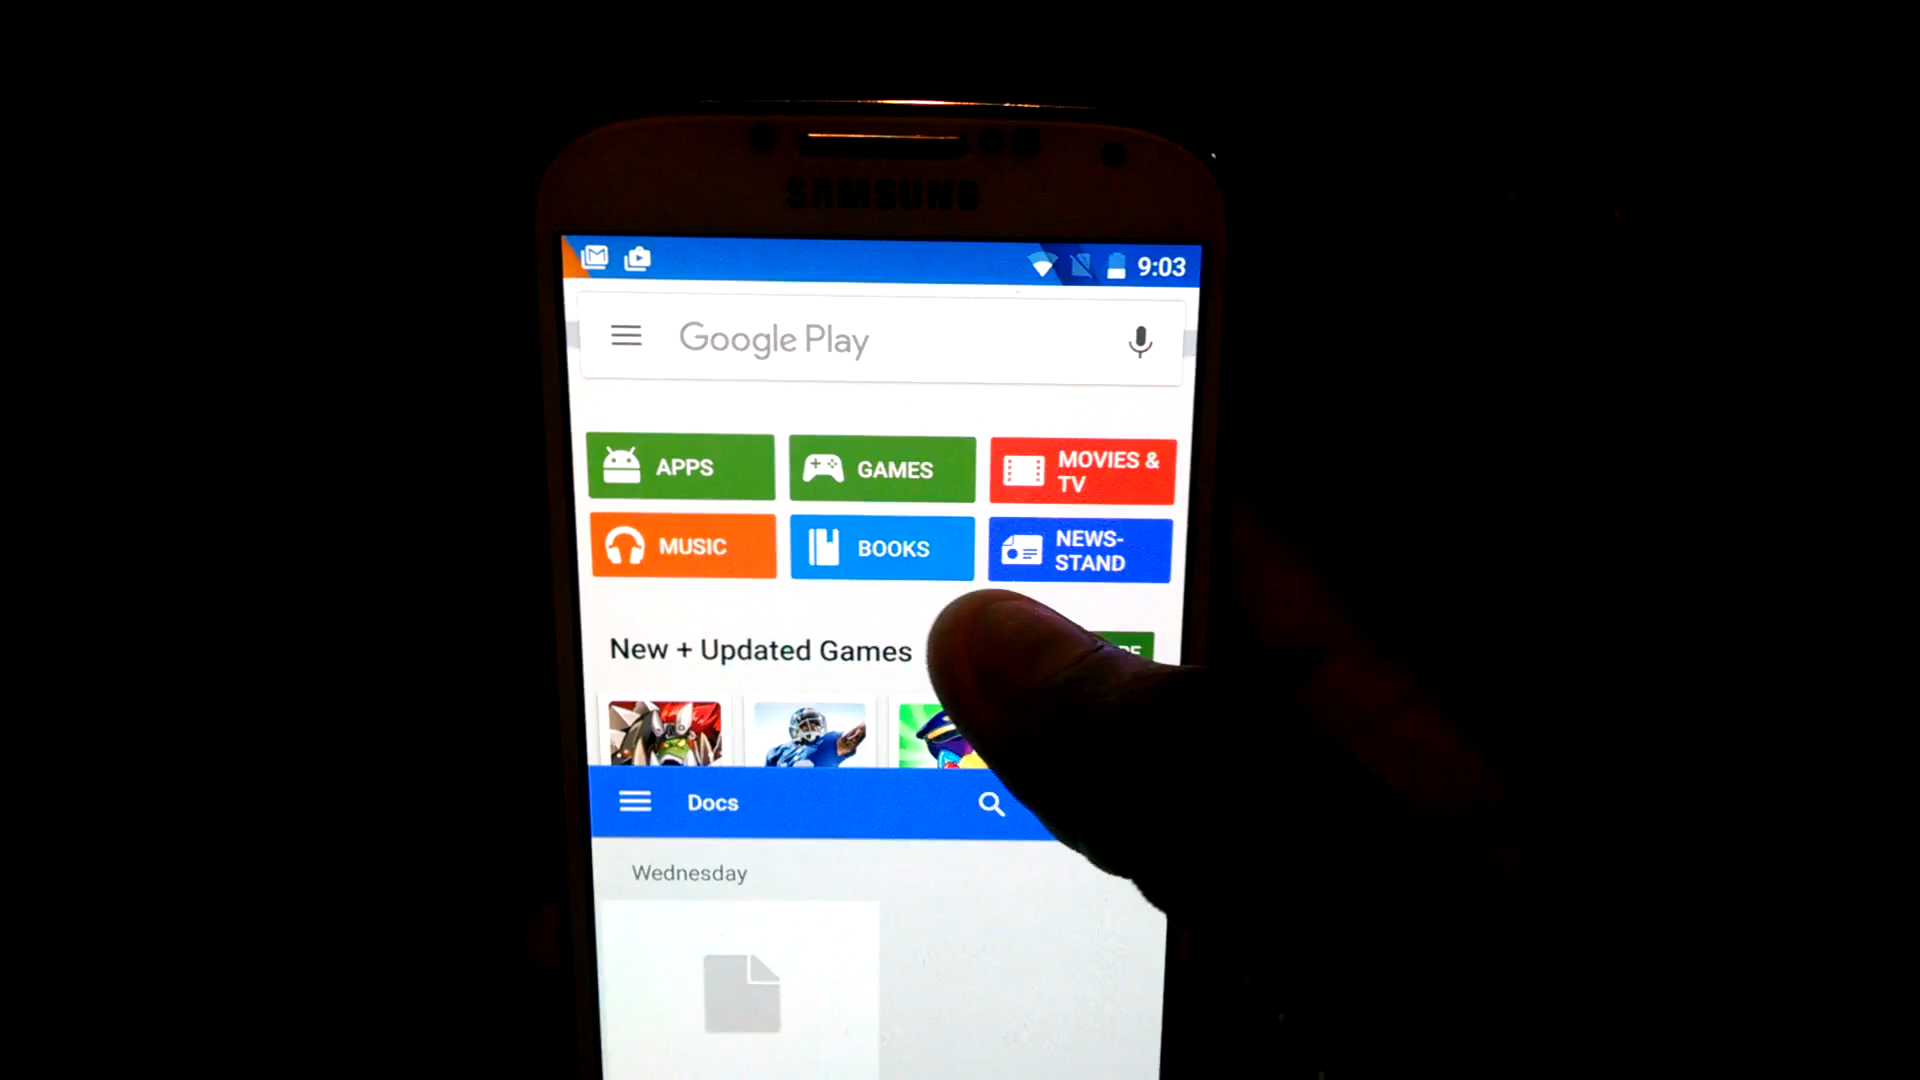 SAMSUNG
9:03
Google Play
APPS
GAMES
MOVIES &
TV
MUSIC
BOOKS
NEWS-
STAND
New + Updated Games
Docs
Wednesday